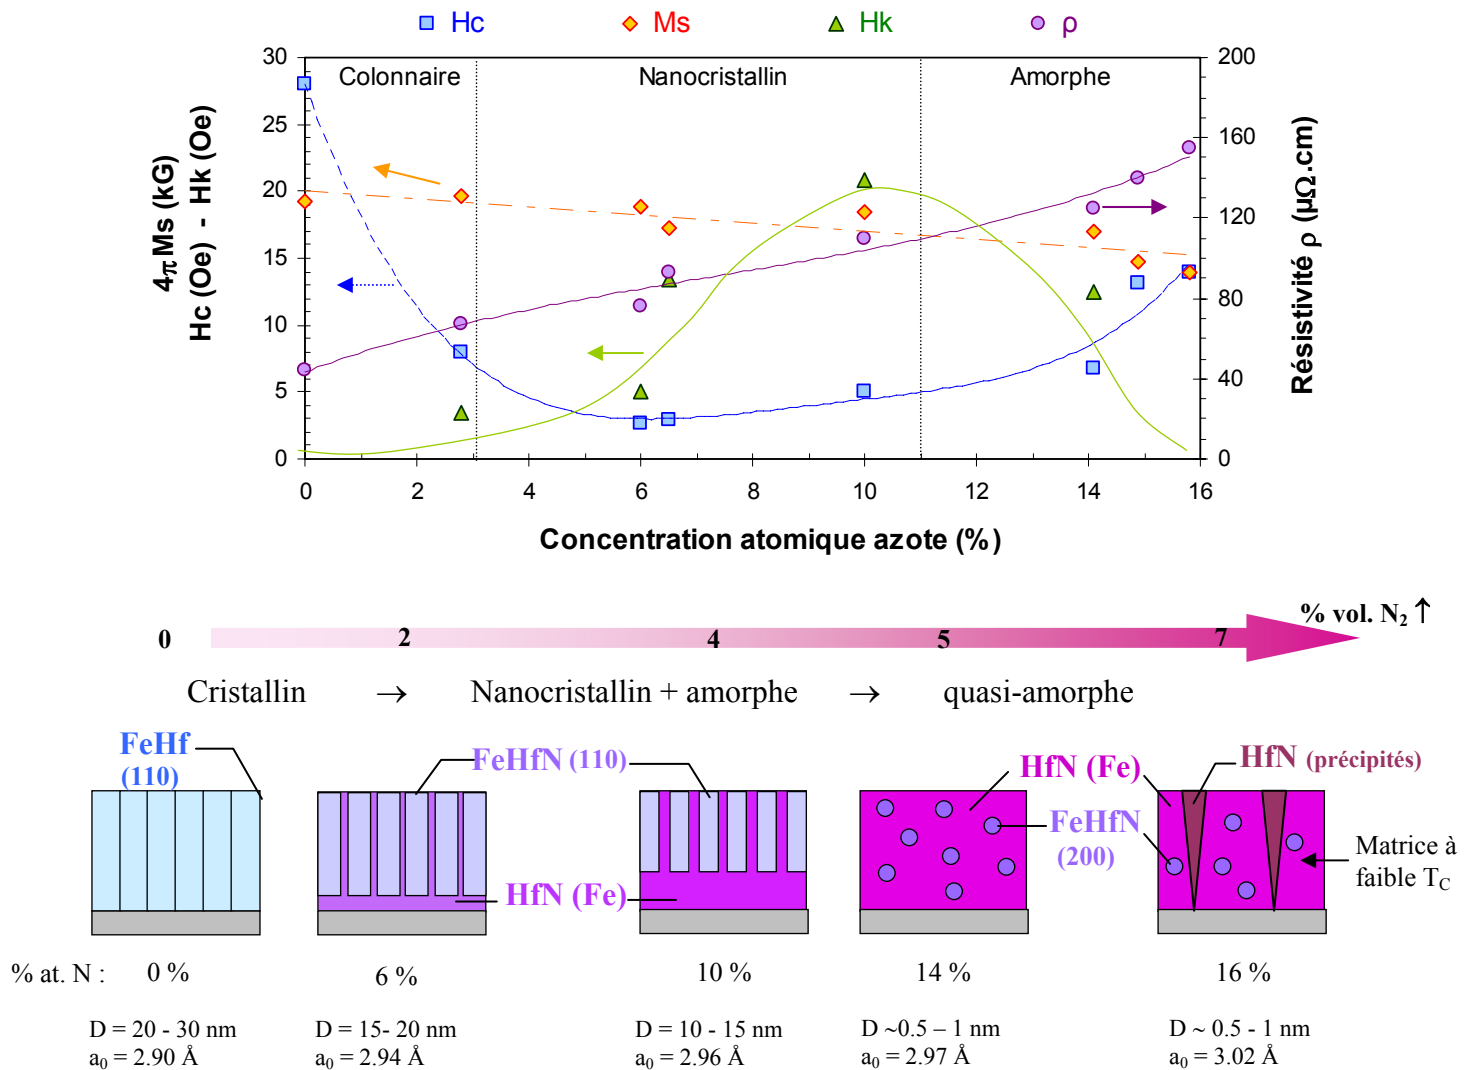 Hc Ms Hk ρ
Colonnaire Nanocristallin Amorphe
30
25
20
15
10
5
0
4πMs (kG)
Hc (Oe) - Hk (Oe)
200
160
120
80
40
0
Résistivité ρ (μΩ.cm)
0 2 4 6 8 10 12 14 16
Concentration atomique azote (%)
% vol. N₂ ↑
0 2 4 5 7
Cristallin → Nanocristallin + amorphe → quasi-amorphe
FeHf
(110)
FeHfN (110)
HfN (Fe)
HfN (Fe)
HfN (précipités)
FeHfN
(200)
Matrice à
faible T_C
% at. N : 0 % 6 % 10 % 14 % 16 %
D = 20 - 30 nm D = 15- 20 nm D = 10 - 15 nm D ~0.5 – 1 nm D ~ 0.5 - 1 nm
a₀ = 2.90 Å a₀ = 2.94 Å a₀ = 2.96 Å a₀ = 2.97 Å a₀ = 3.02 Å